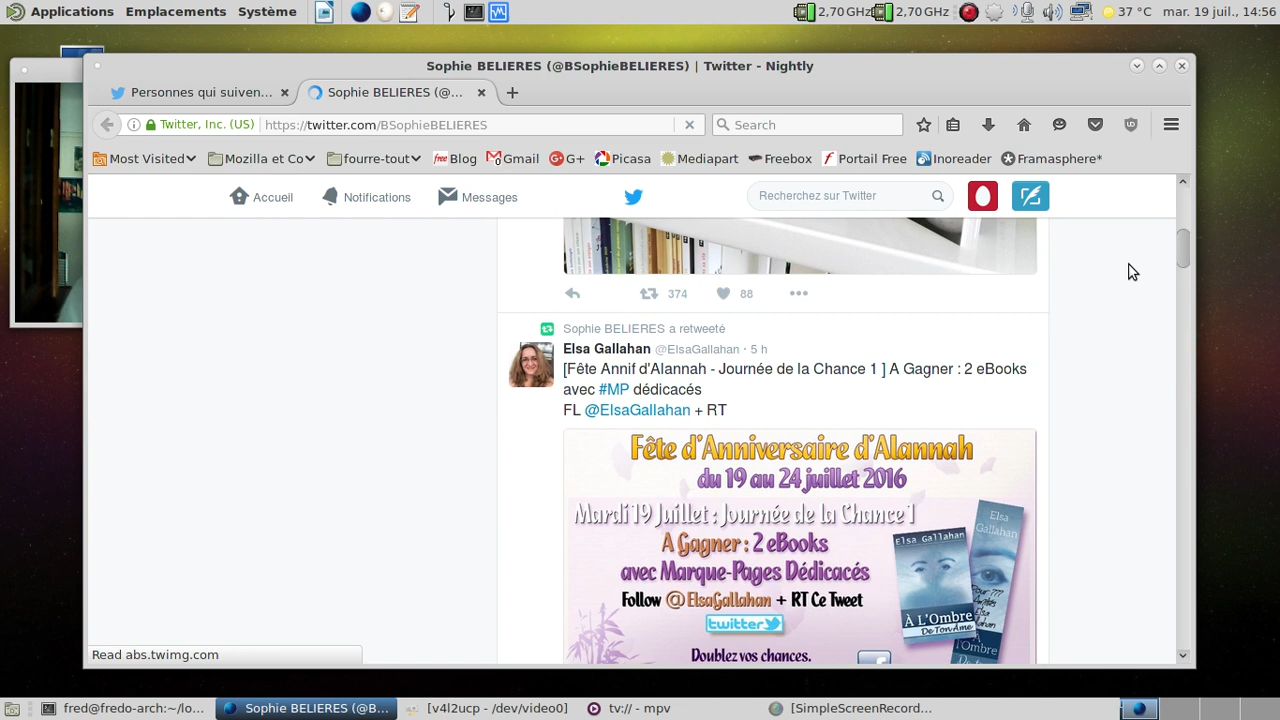 Applications Emplacements Système
2,70 GHz 2,70 GHz 37 °C mar. 19 juil., 14:56
Sophie BELIERES (@BSophieBELIERES) | Twitter - Nightly
Personnes qui suiven...
Sophie BELIERES (@...
Twitter, Inc. (US) https://twitter.com/BSophieBELIERES
Search
Most Visited
Mozilla et Co
fourre-tout
free Blog
Gmail
G+
Picasa
Mediapart
Freebox
Portail Free
Inoreader
Framasphere*
Accueil
Notifications
Messages
Recherchez sur Twitter
374 88
Sophie BELIERES a retweeté
Elsa Gallahan @ElsaGallahan · 5 h
[Fête Annif d'Alannah - Journée de la Chance 1 ] A Gagner : 2 eBooks
avec #MP dédicacés
FL @ElsaGallahan + RT
Fête d'Anniversaire d'Alannah
du 19 au 24 juillet 2016
Mardi 19 Juillet : Journée de la Chance 1
A Gagner : 2 eBooks
avec Marque-Pages Dédicacés
Follow @ElsaGallahan + RT Ce Tweet
twitter
Doublez vos chances.
Elsa Gallahan
À L'Ombre
De Ton Âme
Elsa
Gallahan
Read abs.twimg.com
fred@fredo-arch:~/lo...
Sophie BELIERES (@B...
[v4l2ucp - /dev/video0]
tv:// - mpv
[SimpleScreenRecord...